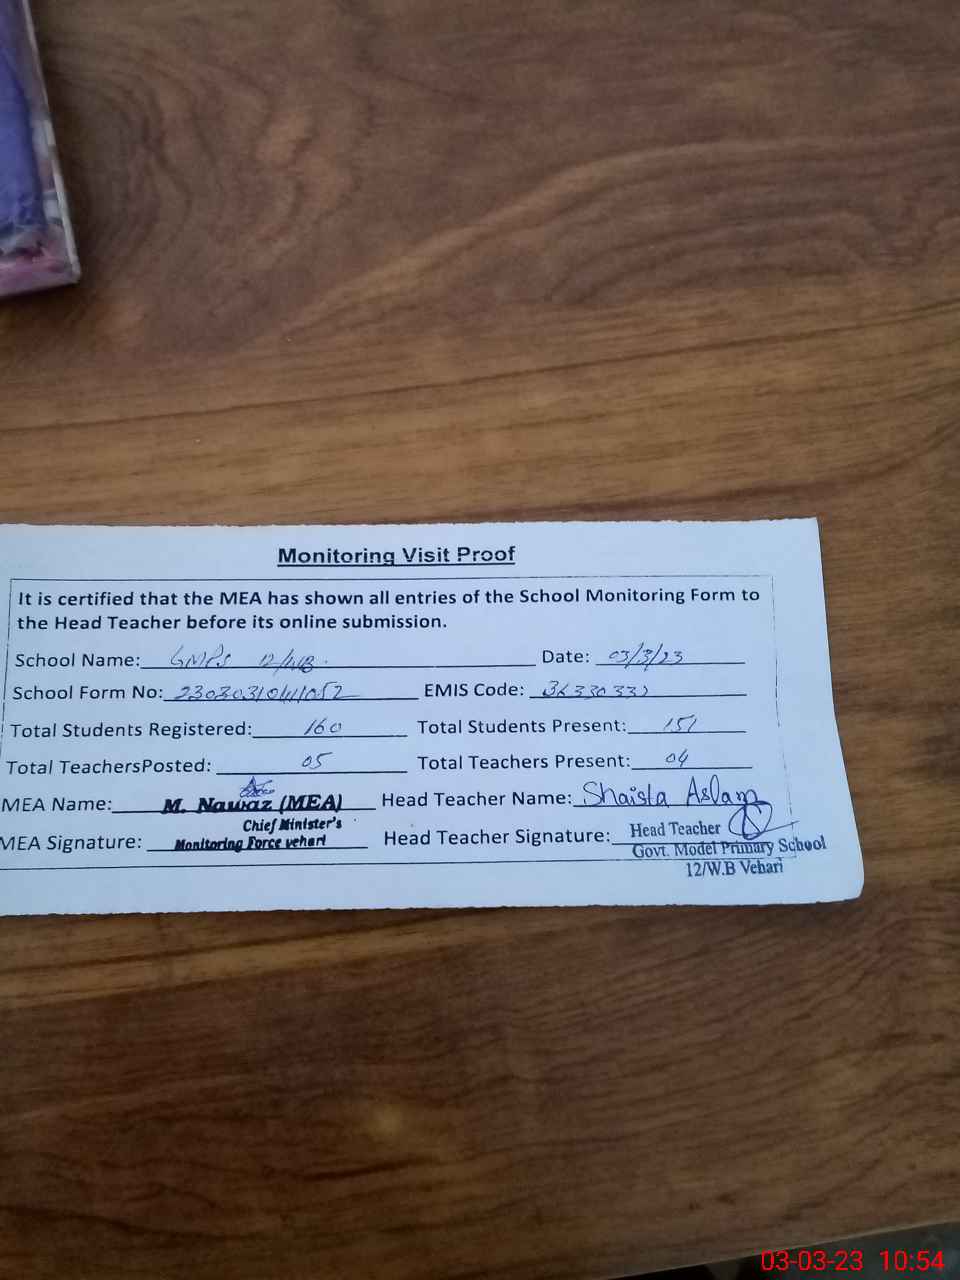 Monitoring Visit Proof
It is certified that the MEA has shown all entries of the School Monitoring Form to
the Head Teacher before its online submission.
School Name: GMPS 12/WB. Date: 03/3/23
School Form No: EMIS Code:
Total Students Registered: 160 Total Students Present: 151
Total TeachersPosted: 05 Total Teachers Present: 04
MEA Name: M. Nawaz (MEA) Head Teacher Name: Shaista Aslam
Chief Minister's
MEA Signature: Monitoring Force vehari Head Teacher Signature: Head Teacher
Govt. Model Primary School
12/W.B Vehari
03-03-23 10:54